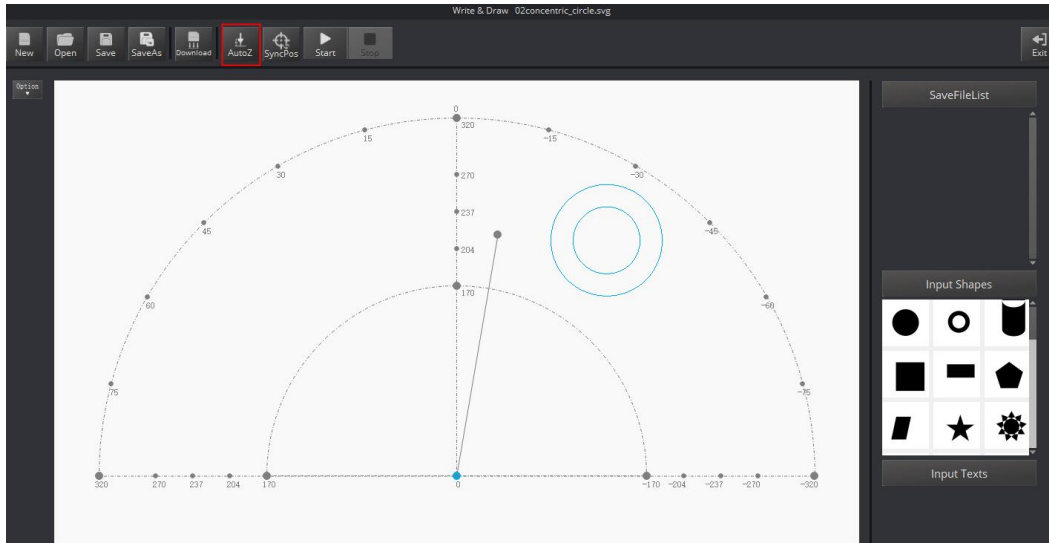 Write & Draw 02concentric_circle.svg
New Open Save SaveAs Download AutoZ SyncPos Start Stop Exit
Option
SaveFileList
0
320
15 -15
30 270 -30
237
45 -45
204
Input Shapes
170
60 -60
75 -75
Input Texts
320 270 237 204 170 0 -170 -204 -237 -270 -320